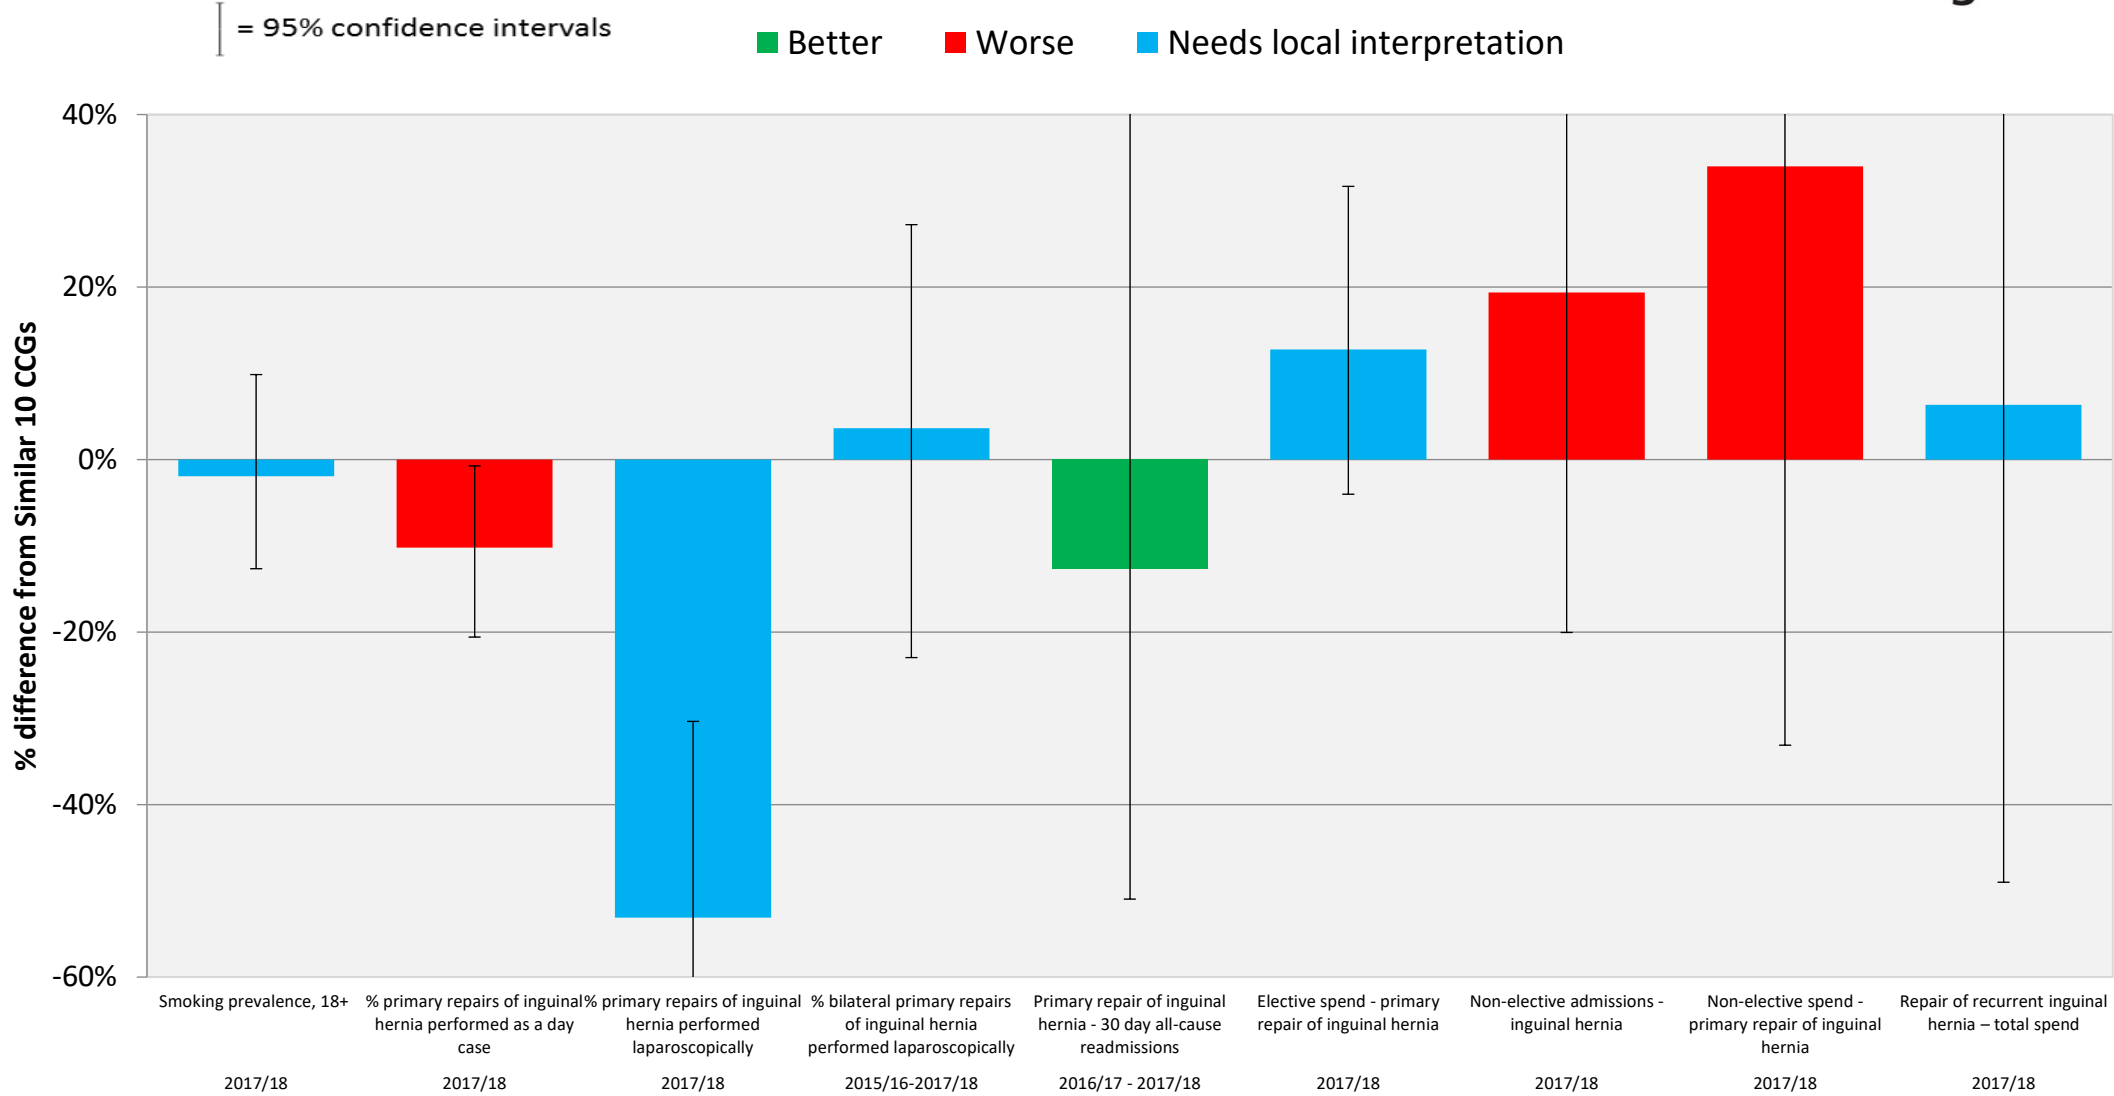 = 95% confidence intervals
Better Worse Needs local interpretation
% difference from Similar 10 CCGs
40%
20%
0%
-20%
-40%
-60%
Smoking prevalence, 18+
2017/18
% primary repairs of inguinal
hernia performed as a day
case
2017/18
% primary repairs of inguinal
hernia performed
laparoscopically
2017/18
% bilateral primary repairs
of inguinal hernia
performed laparoscopically
2015/16-2017/18
Primary repair of inguinal
hernia - 30 day all-cause
readmissions
2016/17 - 2017/18
Elective spend - primary
repair of inguinal hernia
2017/18
Non-elective admissions -
inguinal hernia
2017/18
Non-elective spend -
primary repair of inguinal
hernia
2017/18
Repair of recurrent inguinal
hernia – total spend
2017/18